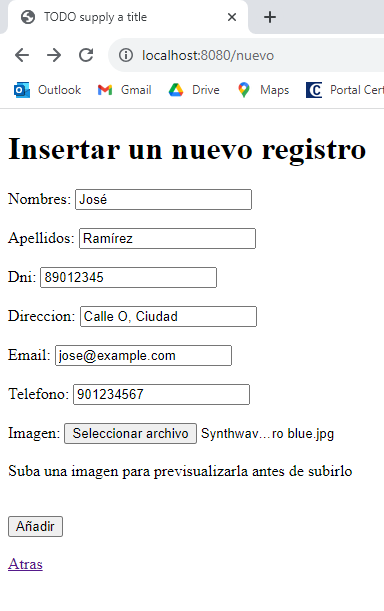 TODO supply a title
localhost:8080/nuevo
Outlook Gmail Drive Maps Portal Cert
Insertar un nuevo registro
Nombres: José
Apellidos: Ramírez
Dni: 89012345
Direccion: Calle O, Ciudad
Email: jose@example.com
Telefono: 901234567
Imagen: Seleccionar archivo Synthwav...ro blue.jpg
Suba una imagen para previsualizarla antes de subirlo
Añadir
Atras